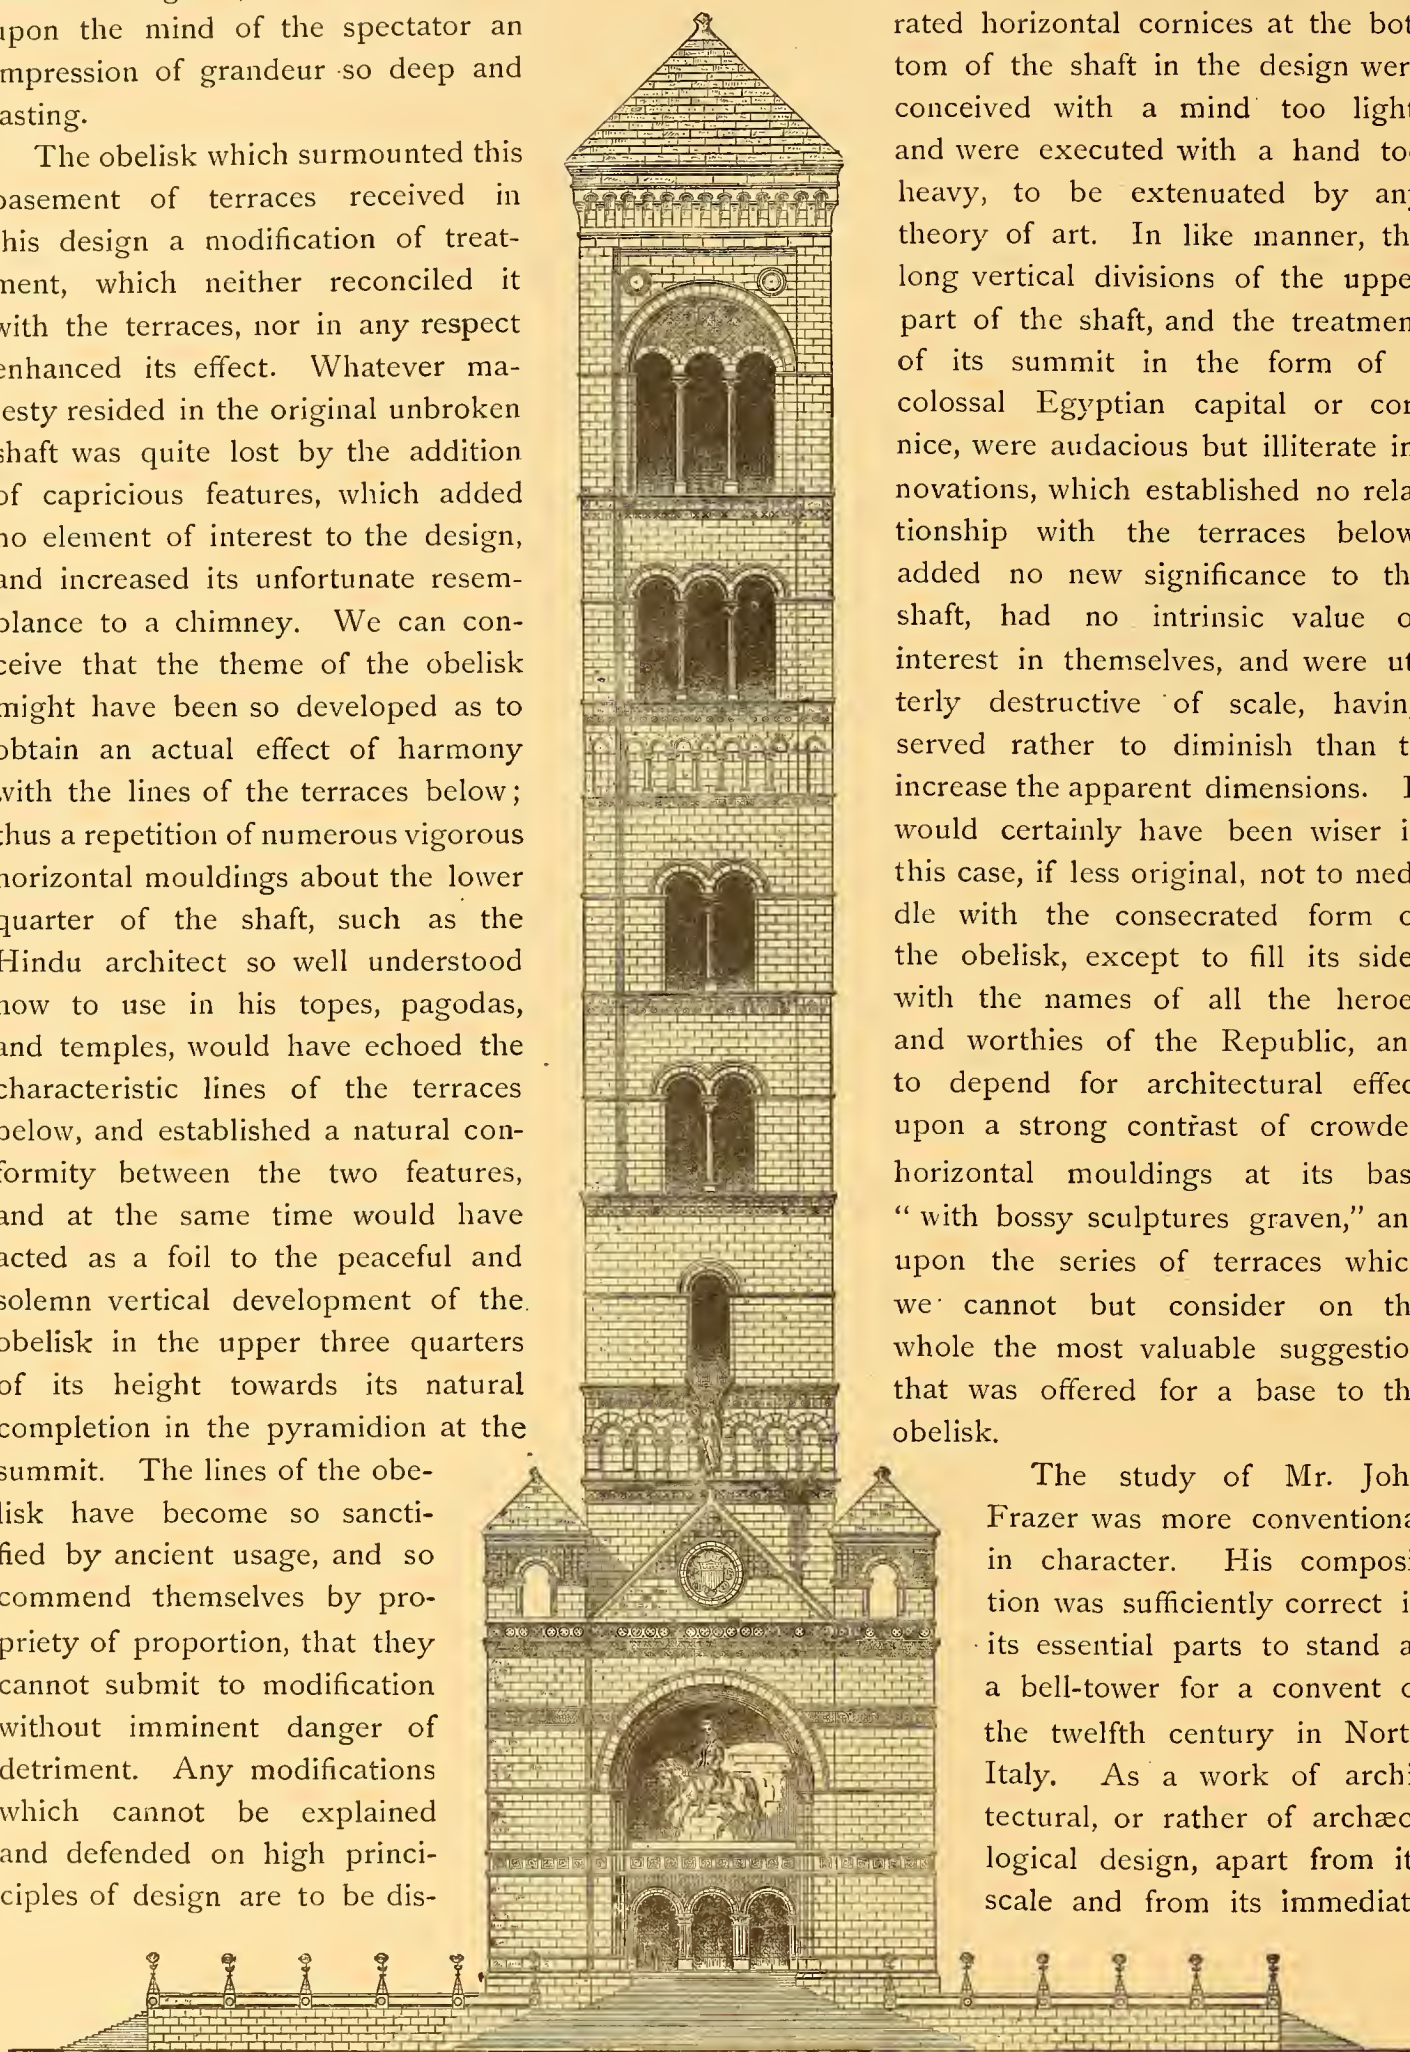 upon the mind of the spectator an
mpression of grandeur so deep and
asting.
The obelisk which surmounted this
basement of terraces received in
this design a modification of treat-
ment, which neither reconciled it
with the terraces, nor in any respect
enhanced its effect. Whatever ma-
jesty resided in the original unbroken
shaft was quite lost by the addition
of capricious features, which added
no element of interest to the design,
and increased its unfortunate resem-
blance to a chimney. We can con-
ceive that the theme of the obelisk
might have been so developed as to
obtain an actual effect of harmony
with the lines of the terraces below;
thus a repetition of numerous vigorous
horizontal mouldings about the lower
quarter of the shaft, such as the
Hindu architect so well understood
how to use in his topes, pagodas,
and temples, would have echoed the
characteristic lines of the terraces
below, and established a natural con-
formity between the two features,
and at the same time would have
acted as a foil to the peaceful and
solemn vertical development of the
obelisk in the upper three quarters
of its height towards its natural
completion in the pyramidion at the
summit. The lines of the obe-
lisk have become so sancti-
fied by ancient usage, and so
commend themselves by pro-
priety of proportion, that they
cannot submit to modification
without imminent danger of
detriment. Any modifications
which cannot be explained
and defended on high princi-
ciples of design are to be dis-
rated horizontal cornices at the bot
tom of the shaft in the design wer
conceived with a mind too light
and were executed with a hand to
heavy, to be extenuated by any
theory of art. In like manner, th
long vertical divisions of the uppe
part of the shaft, and the treatmen
of its summit in the form of
colossal Egyptian capital or cor
nice, were audacious but illiterate in
novations, which established no rela
tionship with the terraces below
added no new significance to th
shaft, had no intrinsic value o
interest in themselves, and were ut
terly destructive of scale, having
served rather to diminish than t
increase the apparent dimensions. I
would certainly have been wiser i
this case, if less original, not to med
dle with the consecrated form o
the obelisk, except to fill its side
with the names of all the heroe
and worthies of the Republic, an
to depend for architectural effec
upon a strong contrast of crowde
horizontal mouldings at its bas
“ with bossy sculptures graven,” an
upon the series of terraces whic
we cannot but consider on th
whole the most valuable suggestio
that was offered for a base to th
obelisk.
The study of Mr. Joh
Frazer was more conventiona
in character. His composi
tion was sufficiently correct i
its essential parts to stand a
a bell-tower for a convent o
the twelfth century in Nort
Italy. As a work of archi
tectural, or rather of archæo
logical design, apart from it
scale and from its immediat